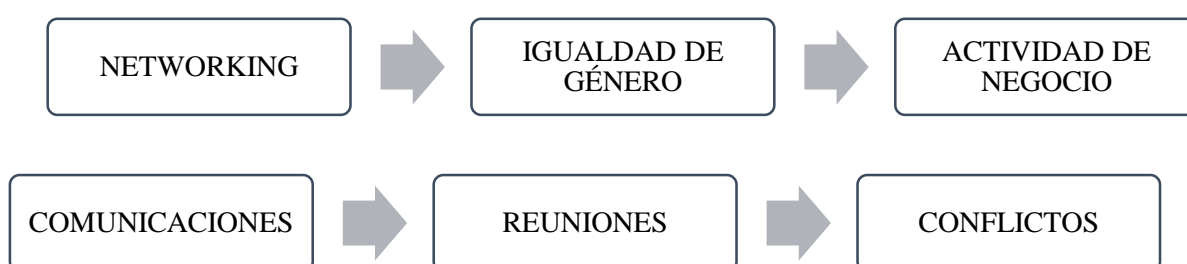 NETWORKING
IGUALDAD DE
GÉNERO
ACTIVIDAD DE
NEGOCIO
COMUNICACIONES
REUNIONES
CONFLICTOS